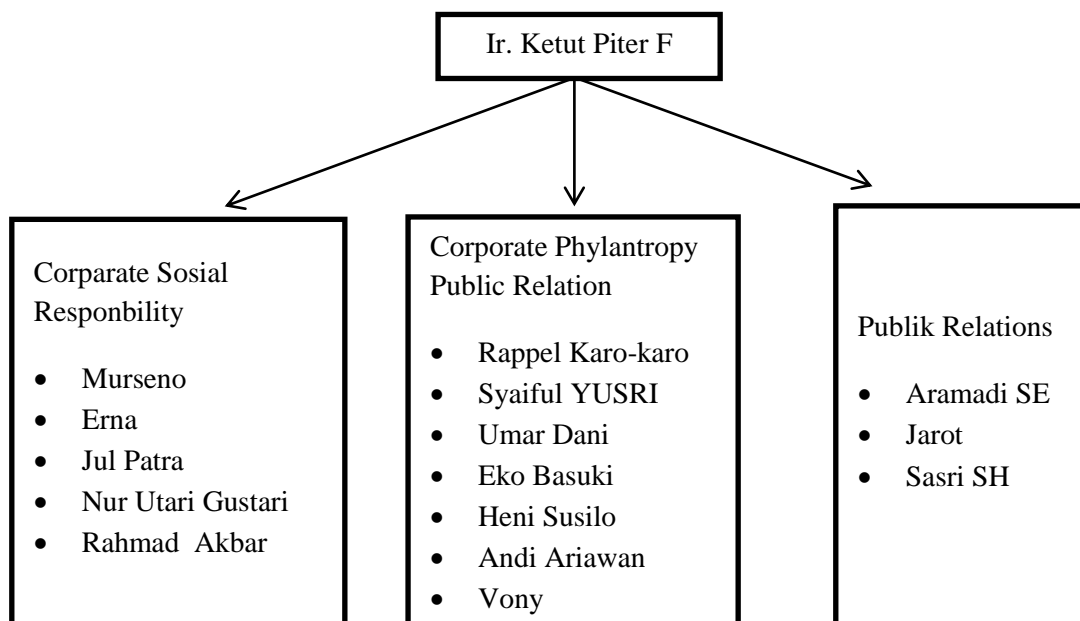 Ir. Ketut Piter F
Corparate Sosial
Responbility
• Murseno
• Erna
• Jul Patra
• Nur Utari Gustari
• Rahmad Akbar
Corporate Phylantropy
Public Relation
• Rappel Karo-karo
• Syaiful YUSRI
• Umar Dani
• Eko Basuki
• Heni Susilo
• Andi Ariawan
• Vony
Publik Relations
• Aramadi SE
• Jarot
• Sasri SH